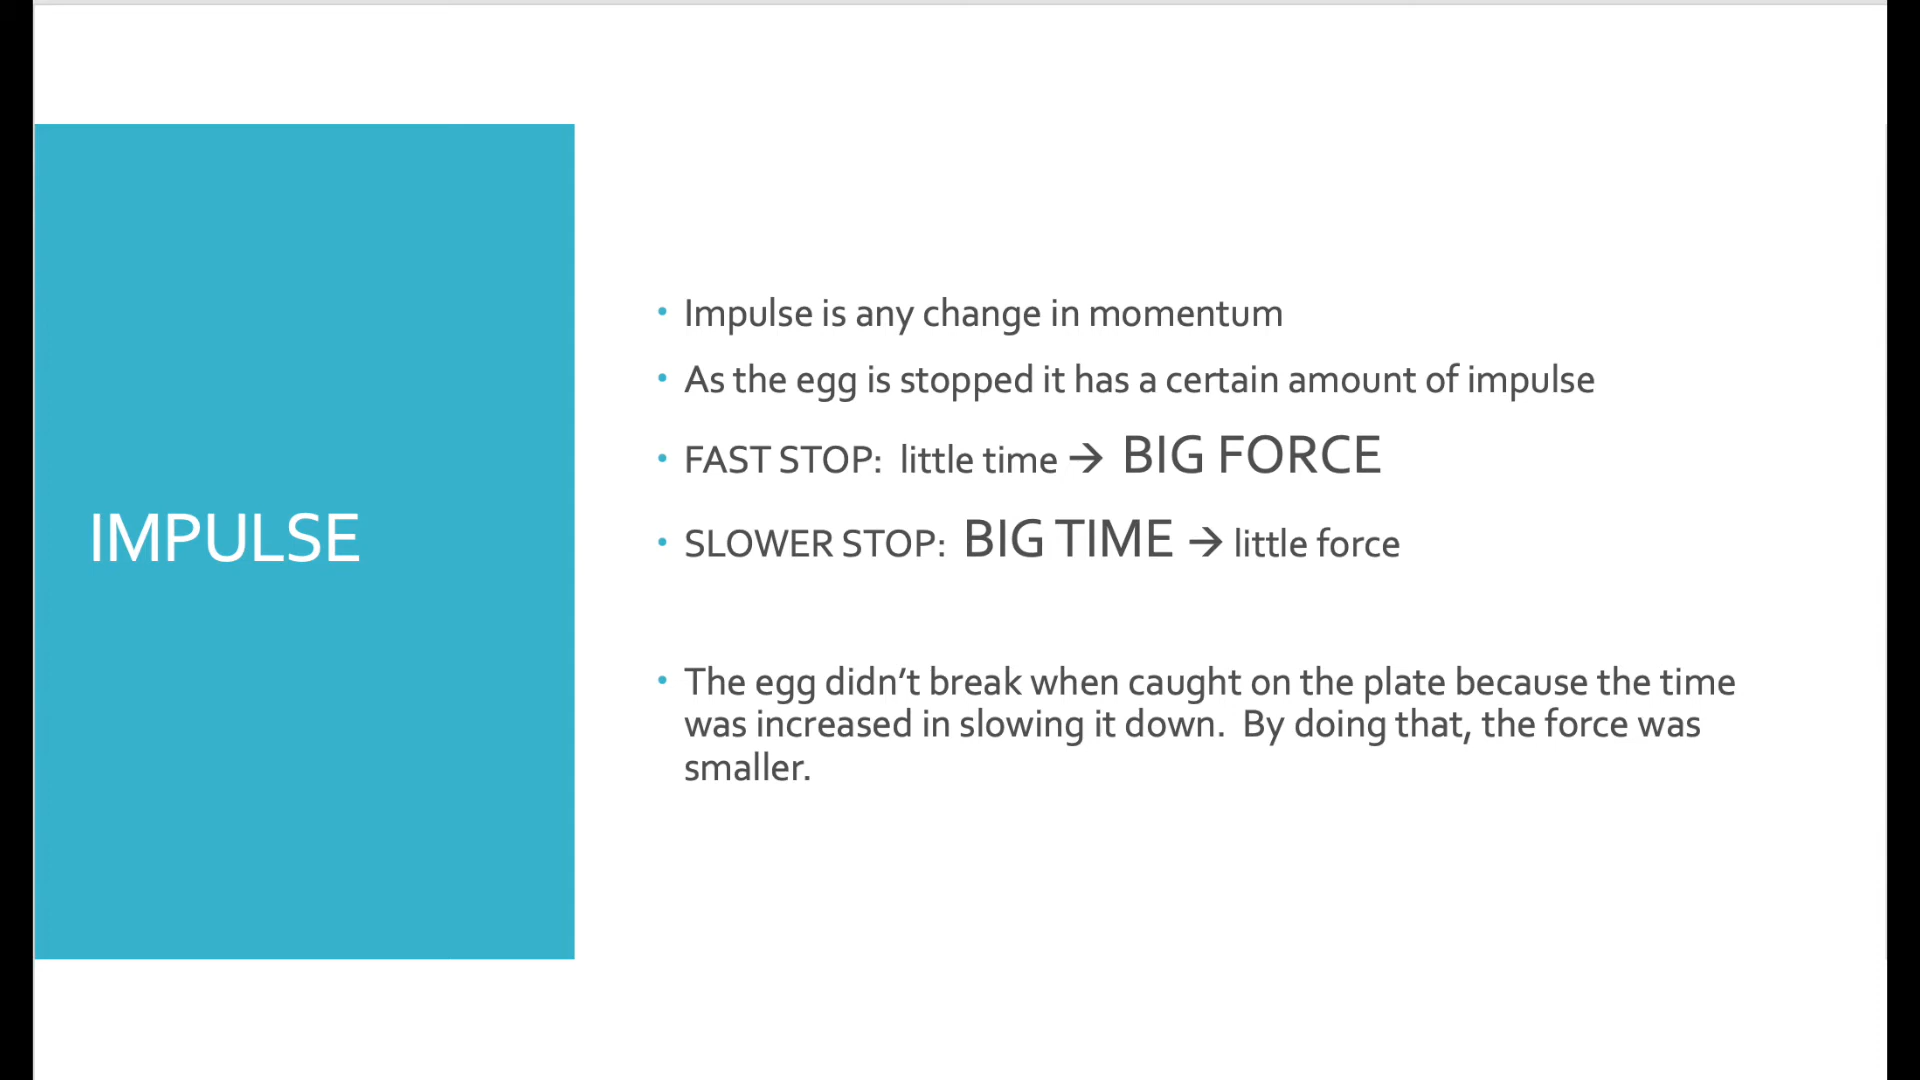 IMPULSE
• Impulse is any change in momentum
• As the egg is stopped it has a certain amount of impulse
• FAST STOP:  little time → BIG FORCE
• SLOWER STOP:  BIG TIME → little force
• The egg didn’t break when caught on the plate because the time
was increased in slowing it down.  By doing that, the force was
smaller.